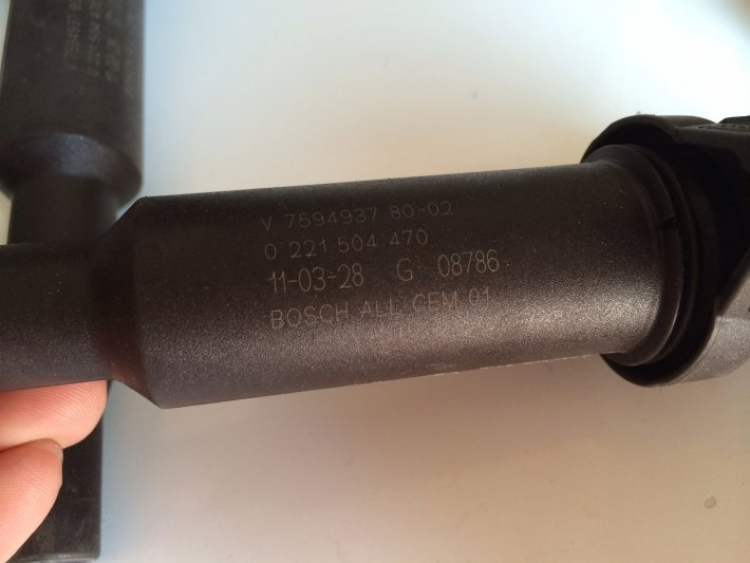 V 7594937 80-02
0 221 504 470
11-03-28 G 08786
BOSCH ALL CEM 01